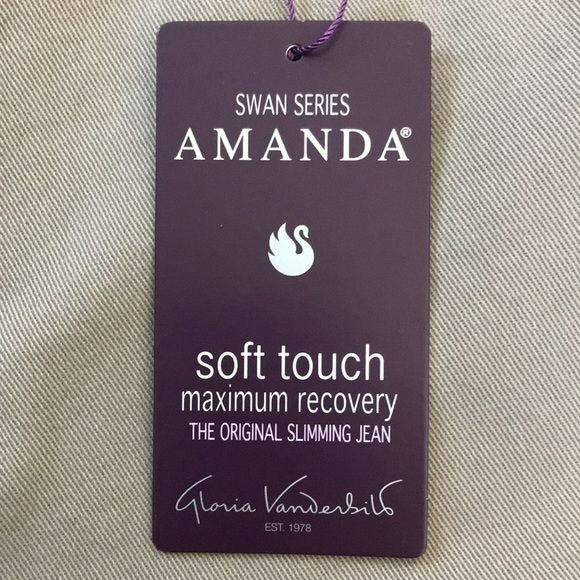 SWAN SERIES
AMANDA®
soft touch
maximum recovery
THE ORIGINAL SLIMMING JEAN
Gloria Vanderbilt
EST. 1978